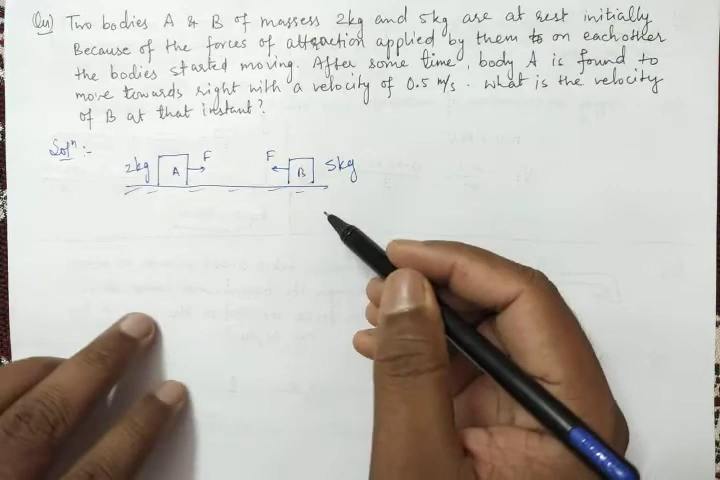 Qu) Two bodies A & B of massess 2kg and 5kg are at rest initially
Because of the forces of attraction applied by them to on eachother
the bodies started moving. After some time, body A is found to
move towards right with a velocity of 0.5 m/s. What is the velocity
of B at that instant?
Solⁿ :-
2kg A F F B 5kg